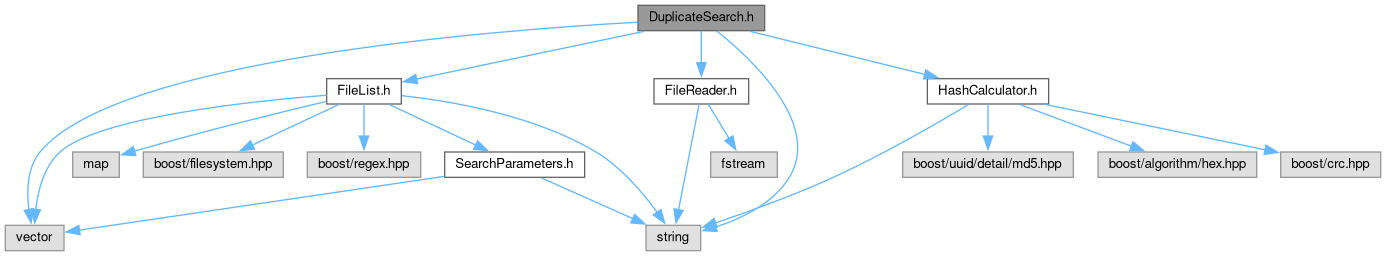 DuplicateSearch.h
FileList.h
FileReader.h
HashCalculator.h
map
boost/filesystem.hpp
boost/regex.hpp
SearchParameters.h
fstream
boost/uuid/detail/md5.hpp
boost/algorithm/hex.hpp
boost/crc.hpp
vector
string